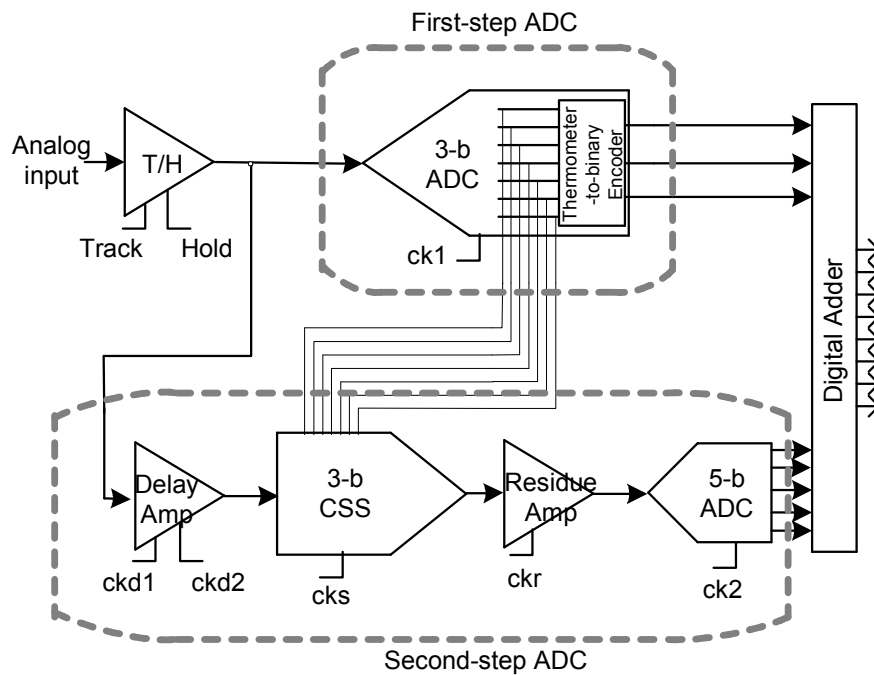 First-step ADC
Analog
input
T/H
Track
Hold
3-b
ADC
Thermometer
-to-binary
Encoder
ck1
Digital Adder
Delay
Amp
ckd1
ckd2
3-b
CSS
cks
Residue
Amp
ckr
5-b
ADC
ck2
Second-step ADC